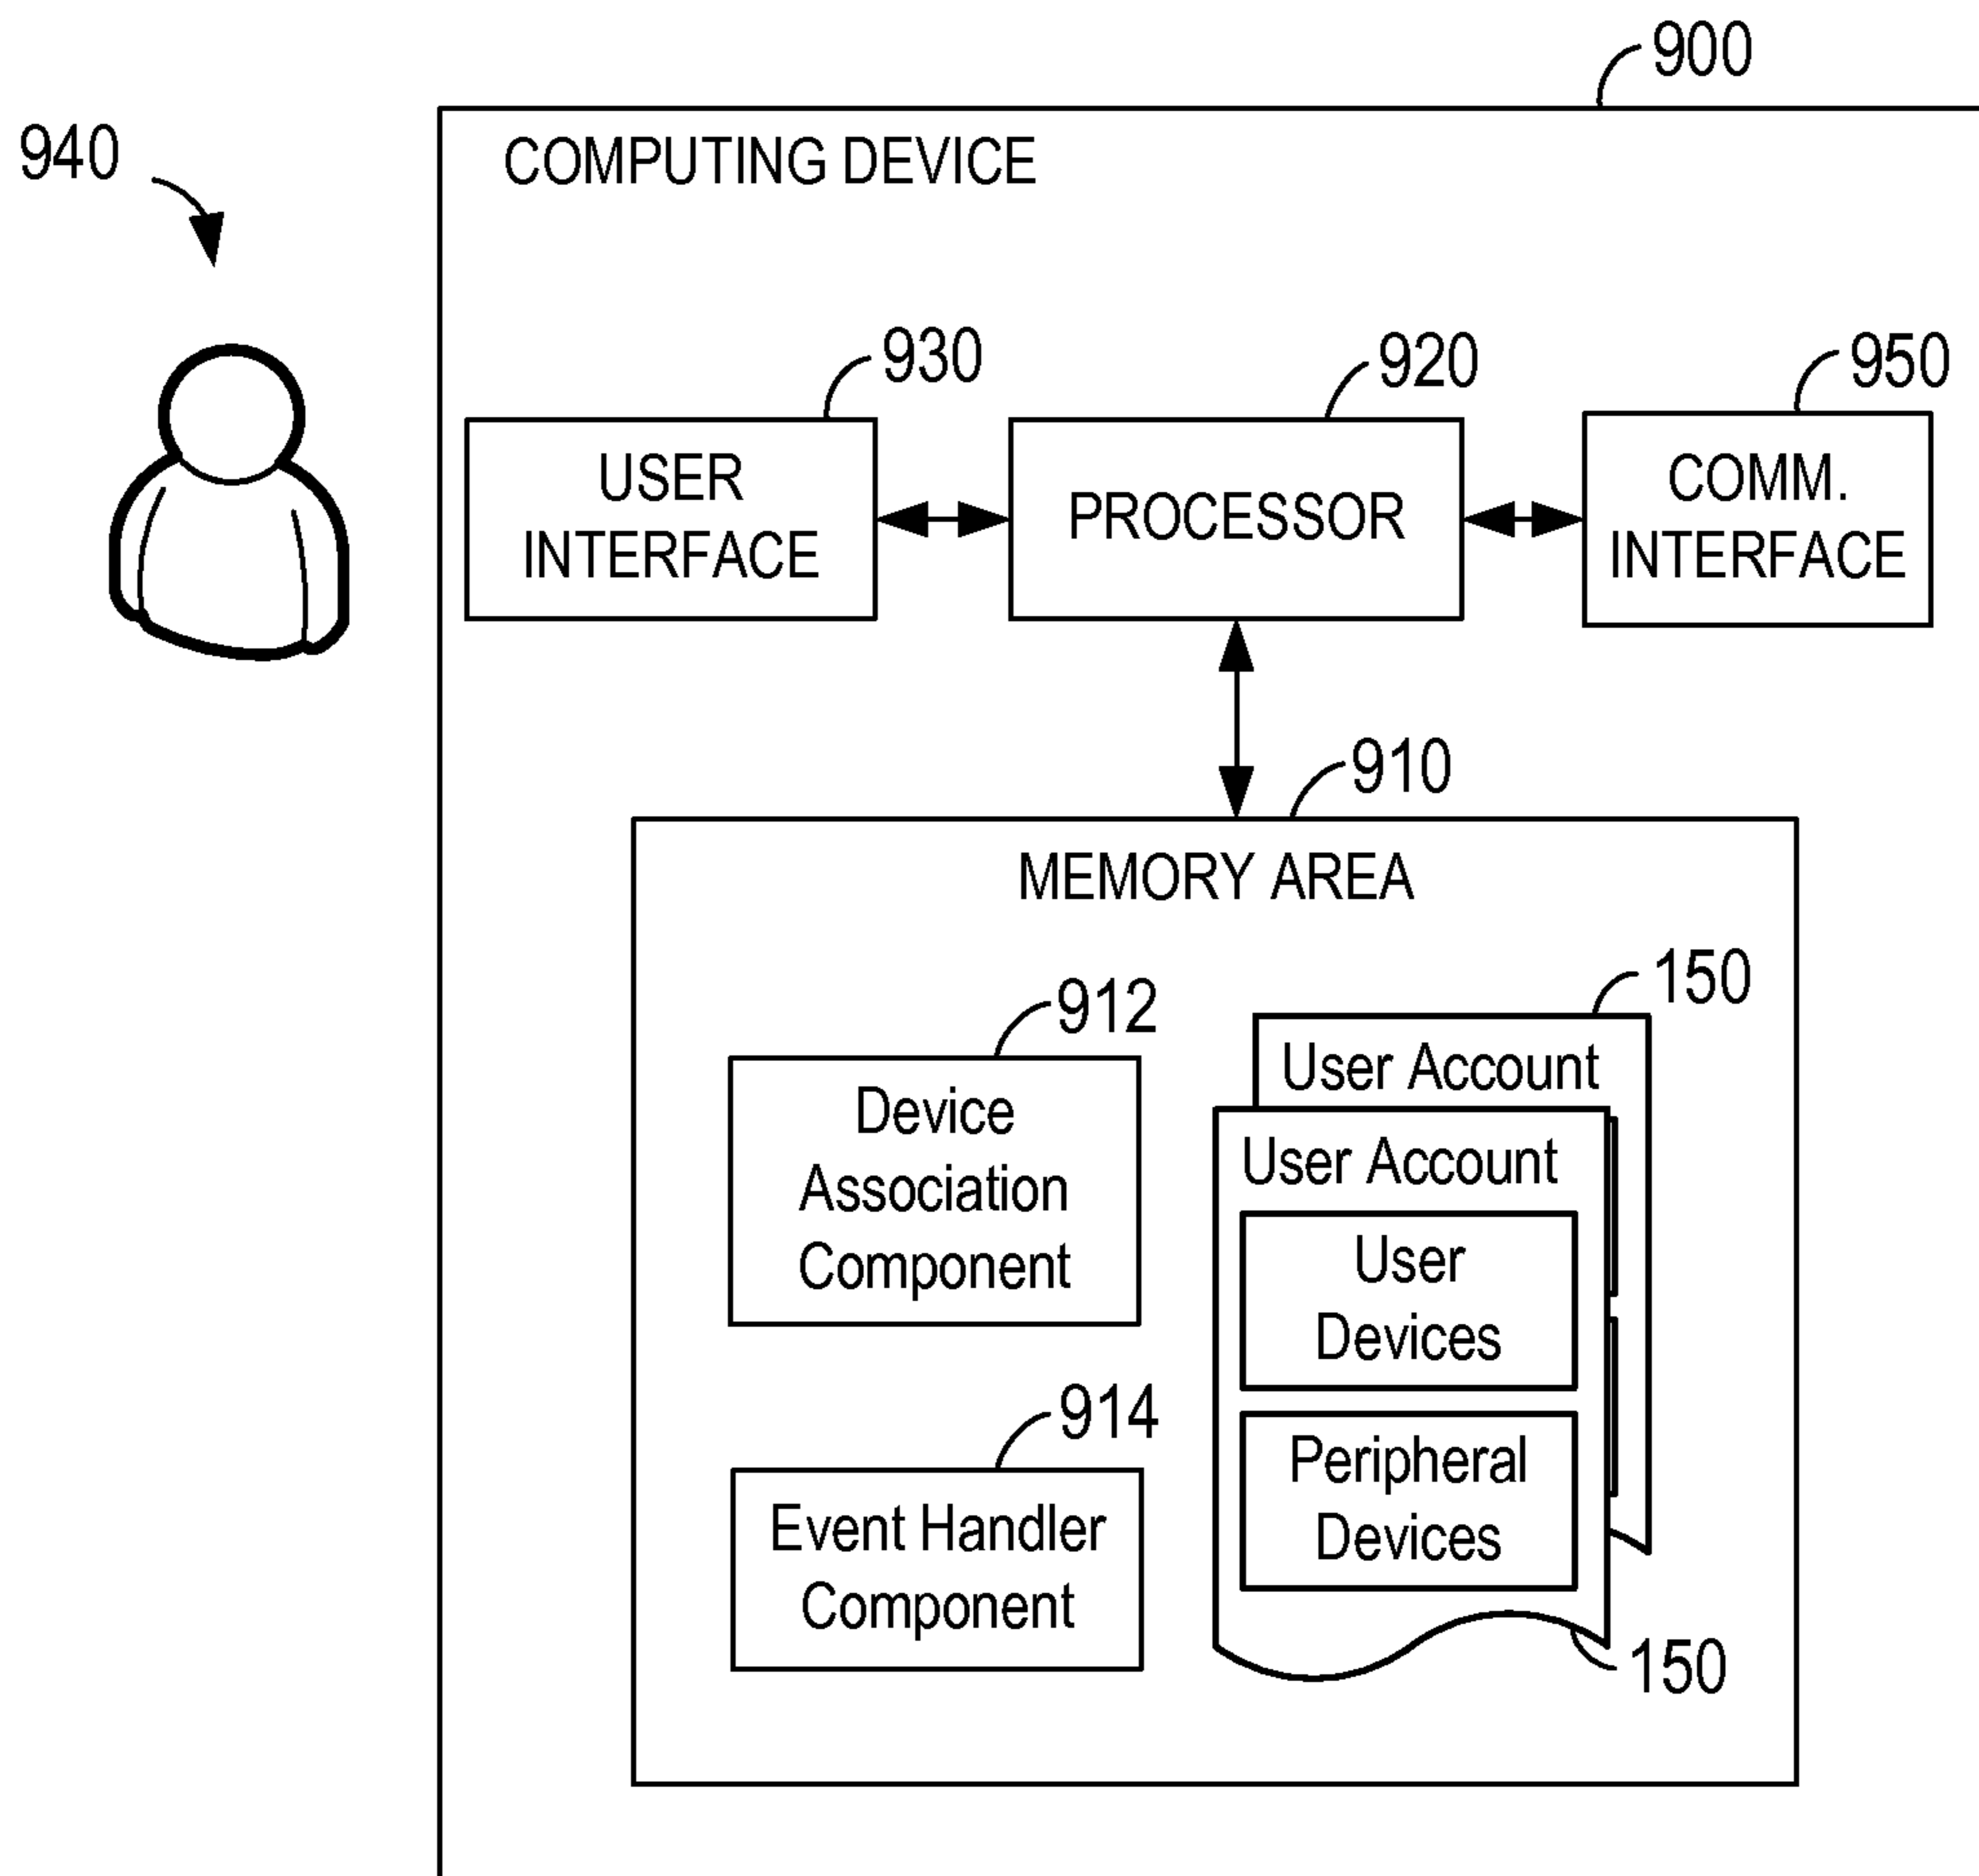 900
940
COMPUTING DEVICE
930
920
950
USER
INTERFACE
PROCESSOR
COMM.
INTERFACE
910
MEMORY AREA
912
150
Device
Association
Component
User Account
User Account
User
Devices
914
Peripheral
Devices
Event Handler
Component
150